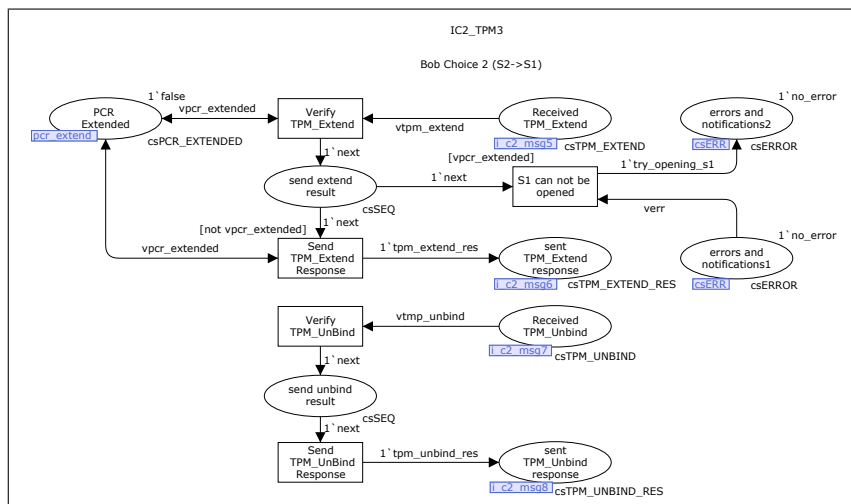 IC2_TPM3
Bob Choice 2 (S2->S1)
1`false
1`no_error
PCR
Extended
vpcr_extended
Verify
TPM_Extend
vtpm_extend
Received
TPM_Extend
errors and
notifications2
pcr_extend
csPCR_EXTENDED
i_c2_msg5
csTPM_EXTEND
csERR
csERROR
1`next
[vpcr_extended]
send extend
result
1`next
S1 can not be
opened
1`try_opening_s1
csSEQ
1`next
verr
[not vpcr_extended]
1`no_error
vpcr_extended
Send
TPM_Extend
Response
1`tpm_extend_res
sent
TPM_Extend
response
errors and
notifications1
i_c2_msg6
csTPM_EXTEND_RES
csERR
csERROR
Verify
TPM_UnBind
vtmp_unbind
Received
TPM_Unbind
i_c2_msg7
csTPM_UNBIND
1`next
send unbind
result
csSEQ
1`next
Send
TPM_UnBind
Response
1`tpm_unbind_res
sent
TPM_Unbind
response
i_c2_msg8
csTPM_UNBIND_RES